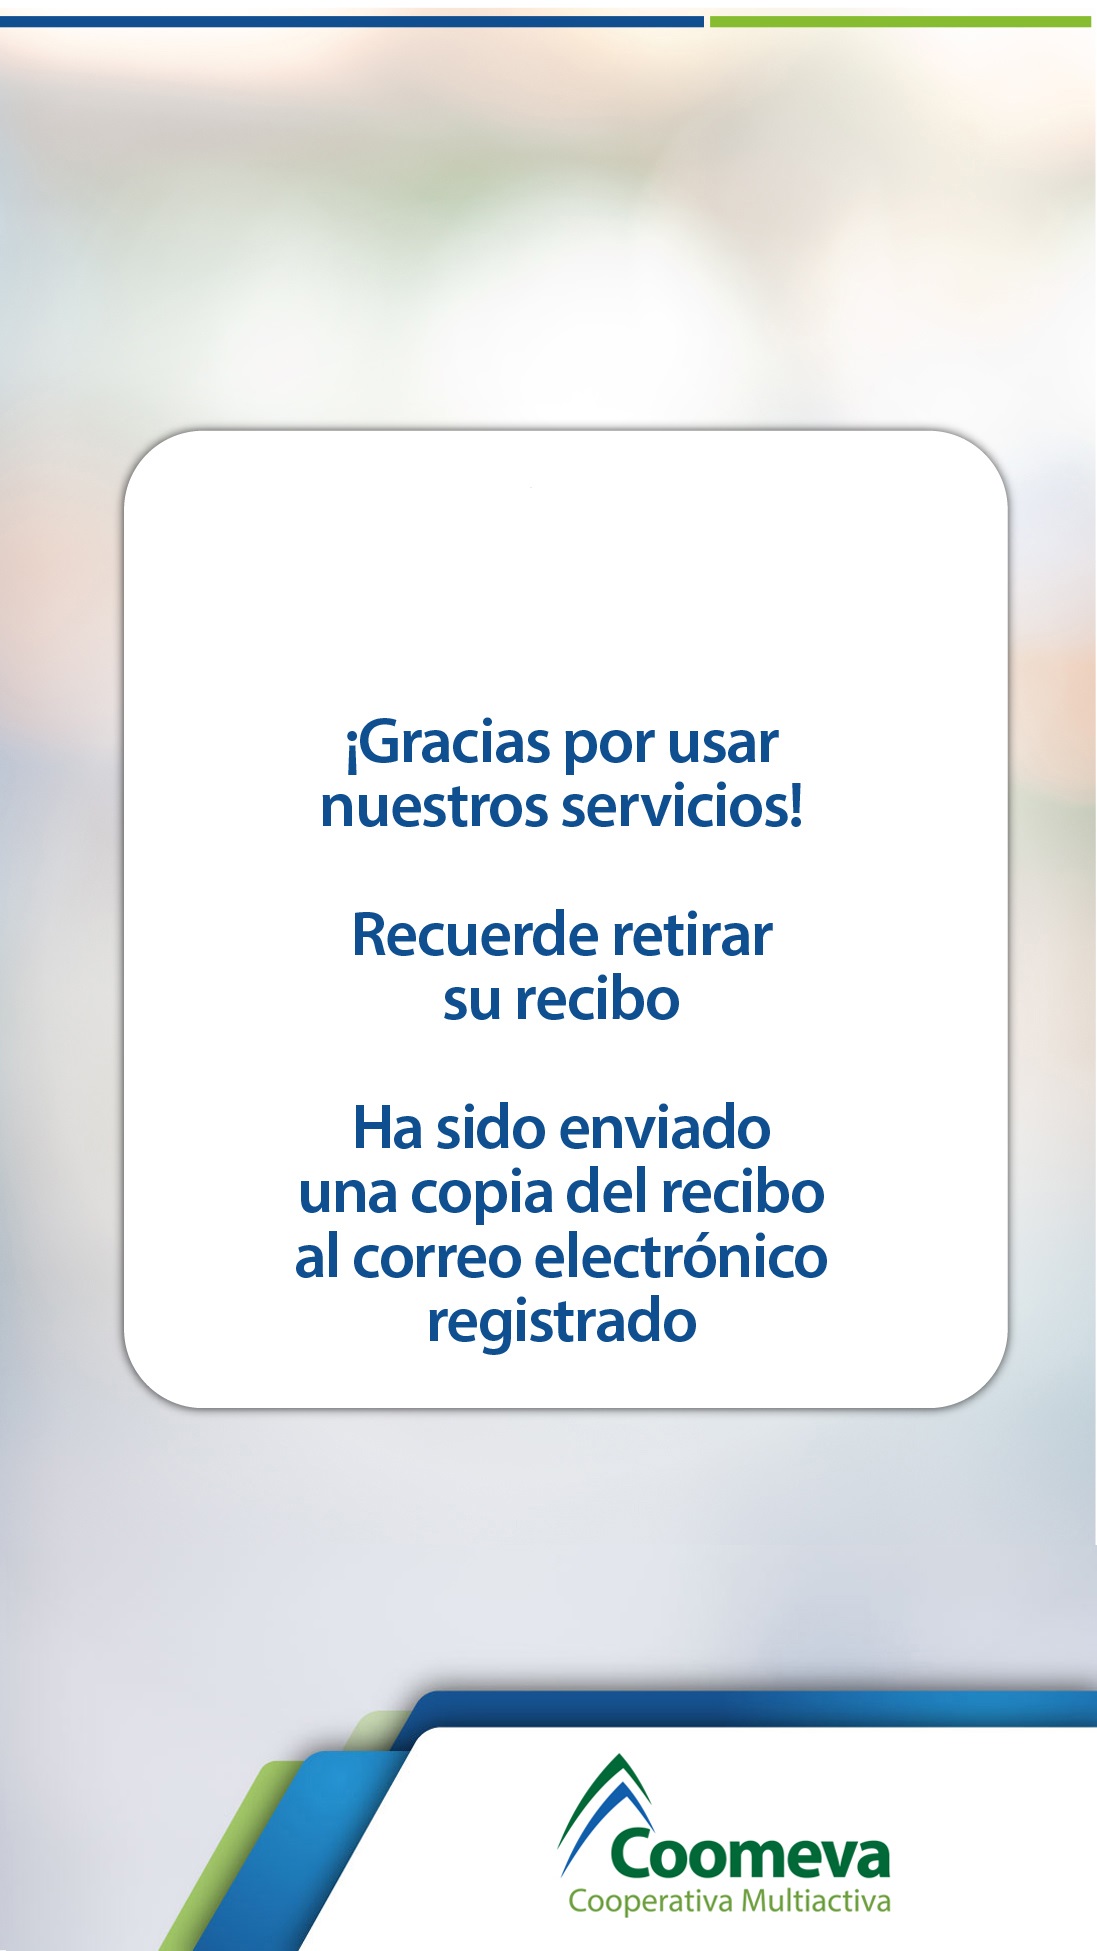 ¡Gracias por usar
nuestros servicios!
Recuerde retirar
su recibo
Ha sido enviado
una copia del recibo
al correo electrónico
registrado
Coomeva
Cooperativa Multiactiva